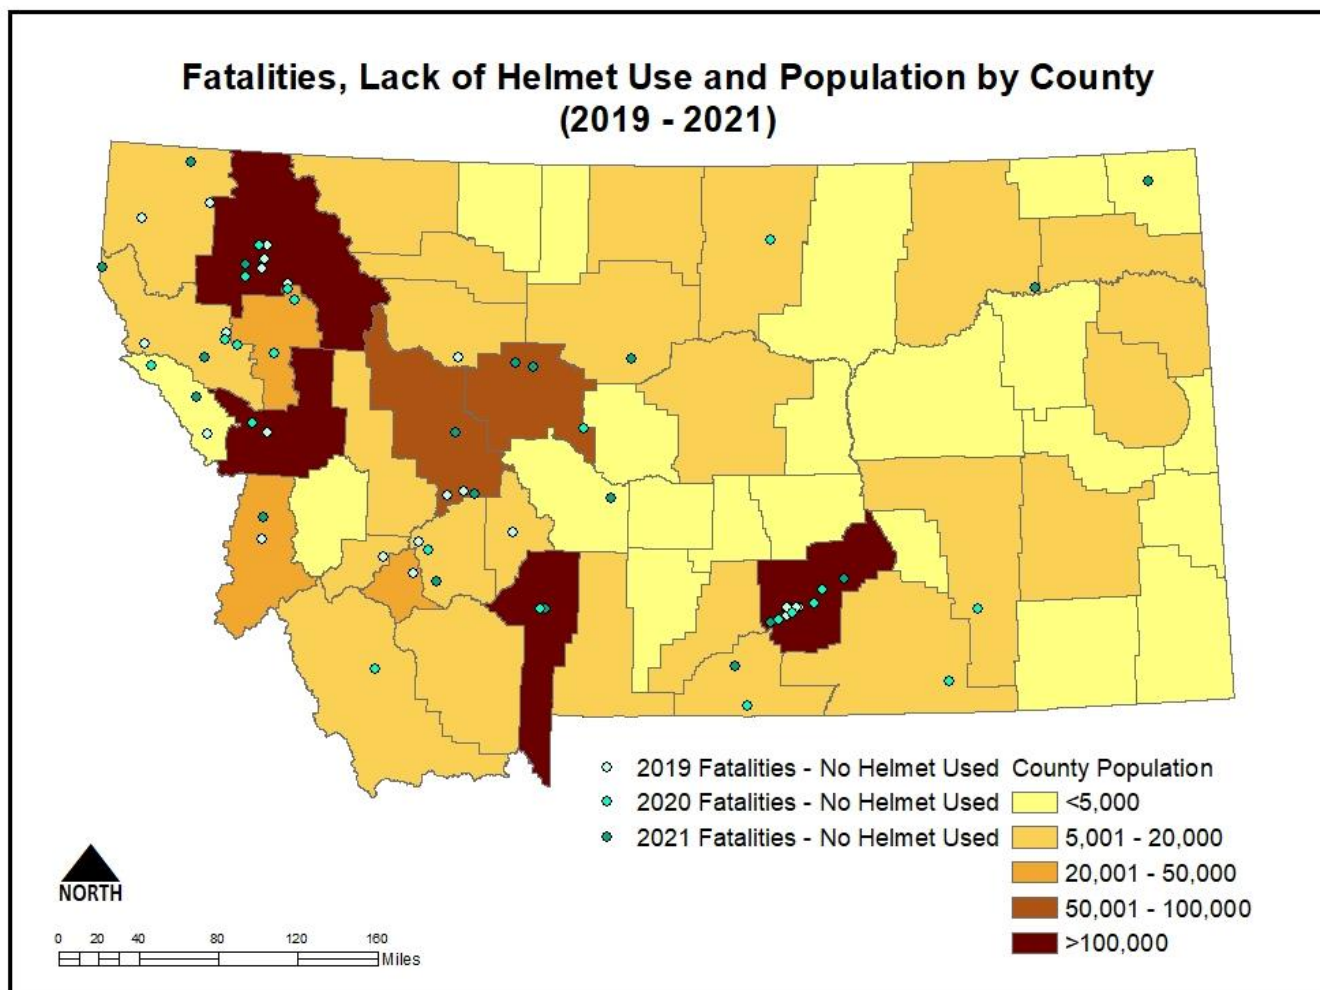 Fatalities, Lack of Helmet Use and Population by County
(2019 - 2021)
2019 Fatalities - No Helmet Used
2020 Fatalities - No Helmet Used
2021 Fatalities - No Helmet Used
County Population
<5,000
5,001 - 20,000
20,001 - 50,000
50,001 - 100,000
>100,000
NORTH
0 20 40 80 120 160
Miles